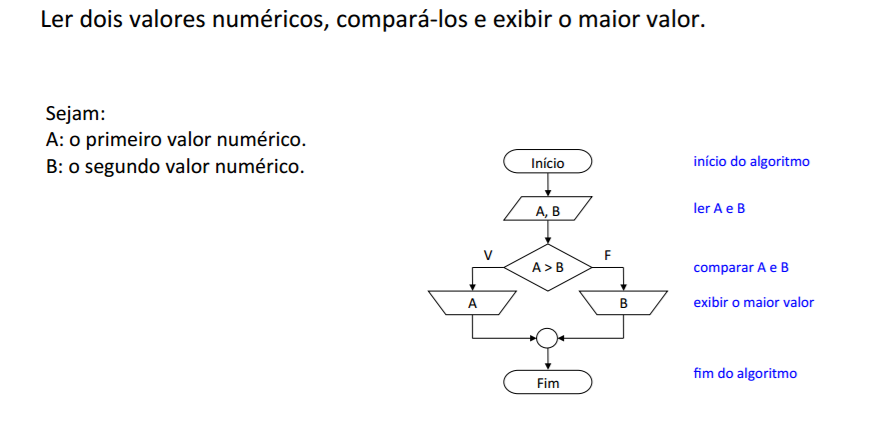 Ler dois valores numéricos, compará-los e exibir o maior valor.
Sejam:
A: o primeiro valor numérico.
B: o segundo valor numérico.
Início
início do algoritmo
A, B
ler A e B
V
F
A > B
comparar A e B
A
B
exibir o maior valor
Fim
fim do algoritmo